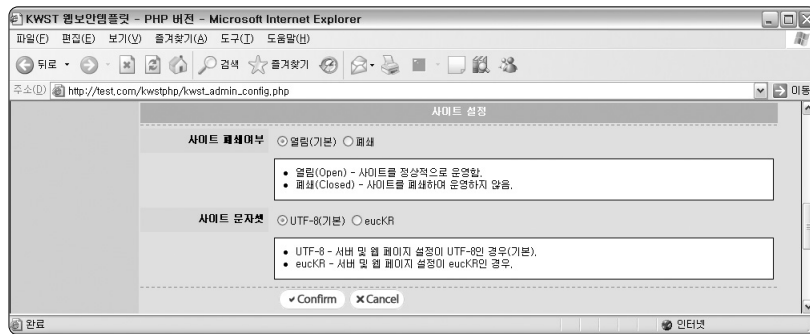 KWST 웹보안템플릿 - PHP 버전 - Microsoft Internet Explorer
파일(F) 편집(E) 보기(V) 즐겨찾기(A) 도구(T) 도움말(H)
뒤로 검색 즐겨찾기
주소(D) http://test.com/kwstphp/kwst_admin_config.php 이동
사이트 설정
사이트 폐쇄여부 열림(기본) 폐쇄
• 열림(Open) - 사이트를 정상적으로 운영함.
• 폐쇄(Closed) - 사이트를 폐쇄하여 운영하지 않음.
사이트 문자셋 UTF-8(기본) eucKR
• UTF-8 - 서버 및 웹 페이지 설정이 UTF-8인 경우(기본).
• eucKR - 서버 및 웹 페이지 설정이 eucKR인 경우.
Confirm Cancel
완료 인터넷